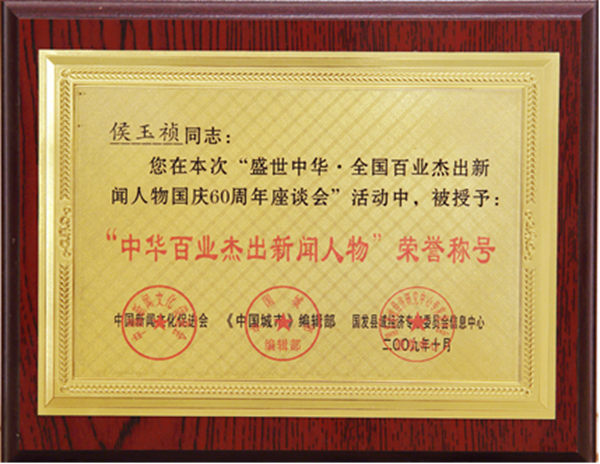 侯玉祯同志：
您在本次“盛世中华·全国百业杰出新
闻人物国庆60周年座谈会”活动中，被授予：
“中华百业杰出新闻人物”荣誉称号
中国新闻文化促进会 《中国城市》编辑部 国发县域经济专业委员会信息中心
编辑部
二〇〇九年十月